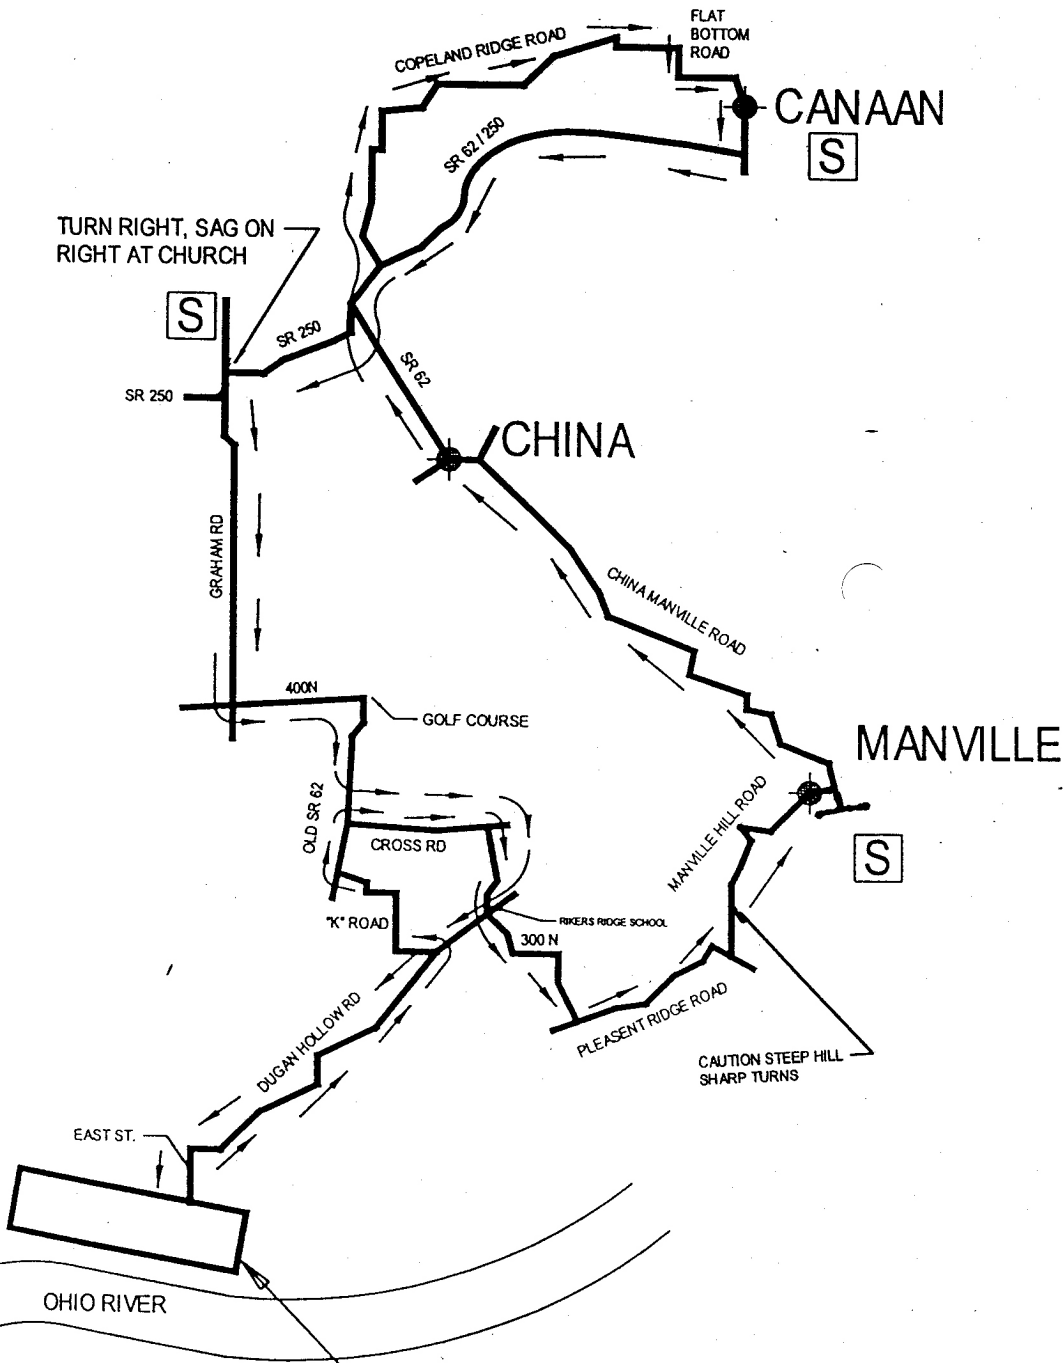 FLAT
BOTTOM
ROAD
COPELAND RIDGE ROAD
CANAAN
S
SR 62 / 250
TURN RIGHT, SAG ON
RIGHT AT CHURCH
S
SR 250
SR 62
SR 250
CHINA
GRAHAM RD
CHINA MANVILLE ROAD
400N
GOLF COURSE
MANVILLE
OLD SR 62
MANVILLE HILL ROAD
CROSS RD
S
"K" ROAD
RIKERS RIDGE SCHOOL
300 N
PLEASENT RIDGE ROAD
DUGAN HOLLOW RD
CAUTION STEEP HILL
SHARP TURNS
EAST ST.
OHIO RIVER